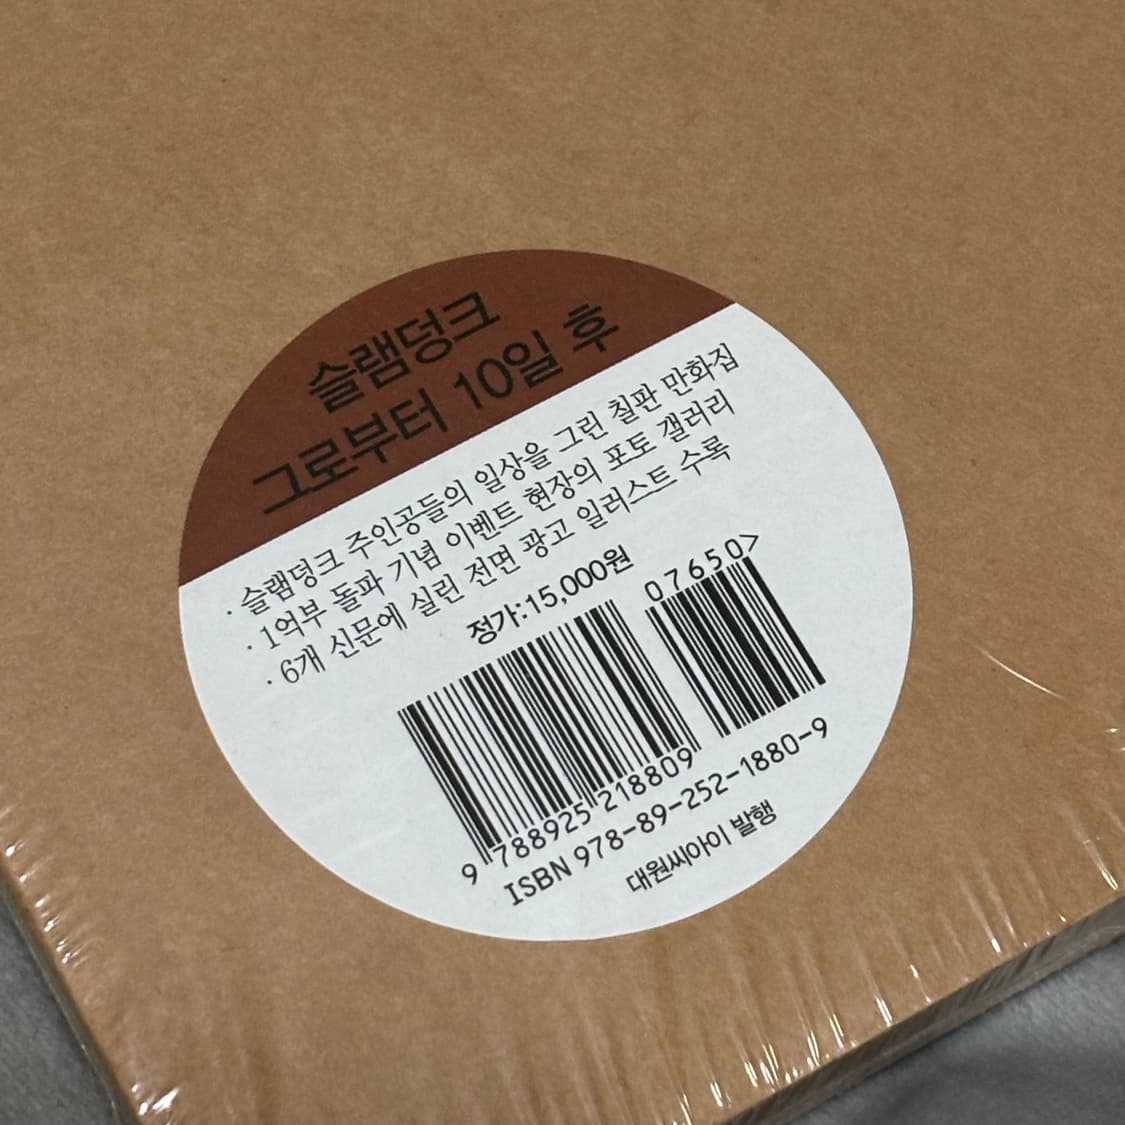 슬램덩크
그로부터 10일 후
· 슬램덩크 주인공들의 일상을 그린 칠판 만화집
· 1억부 돌파 기념 이벤트 현장의 포토 갤러리
· 6개 신문에 실린 전면 광고 일러스트 수록
정가:15,000원
07650>
9 788925 218809
ISBN 978-89-252-1880-9
대원씨아이 발행